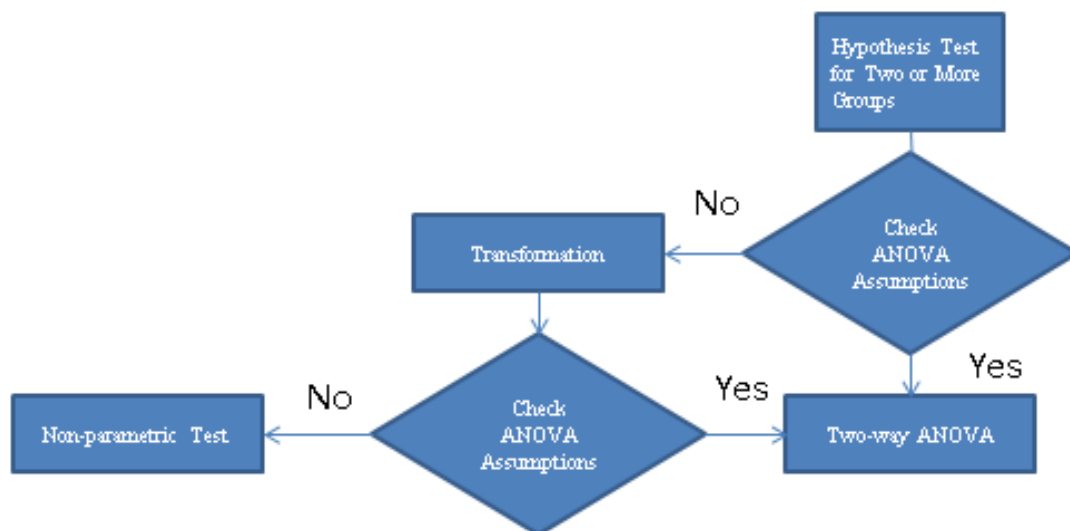 Hypothesis Test
for Two or More
Groups
No
Check
ANOVA
Assumptions
Transformation
Yes
No
Yes
Check
ANOVA
Assumptions
Non-parametric Test
Two-way ANOVA